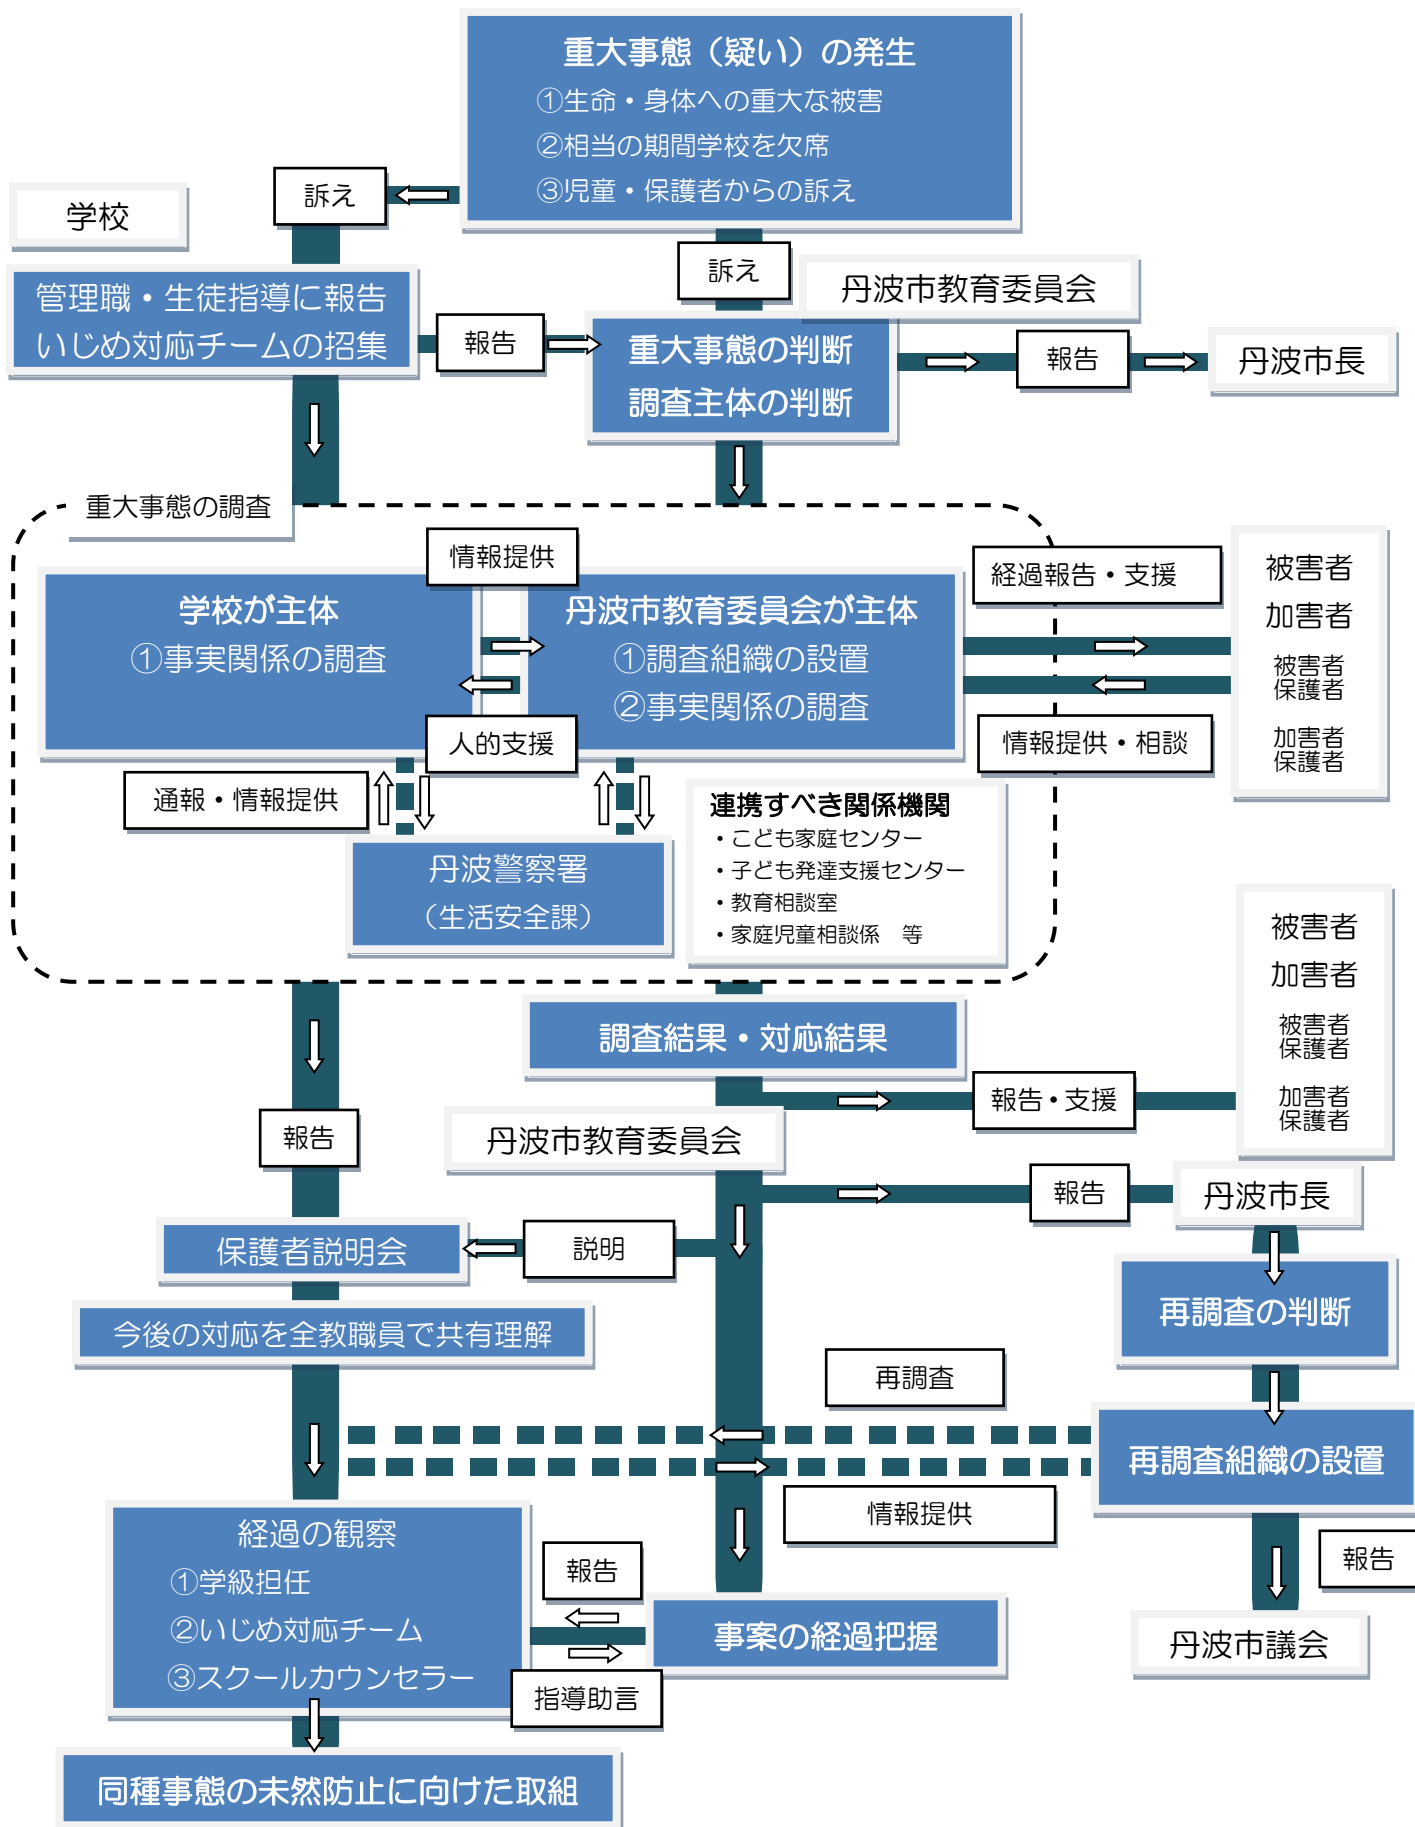 重大事態（疑い）の発生
①生命・身体への重大な被害
②相当の期間学校を欠席
③児童・保護者からの訴え
訴え
学校
訴え
丹波市教育委員会
管理職・生徒指導に報告
いじめ対応チームの招集
報告
重大事態の判断
調査主体の判断
報告
丹波市長
重大事態の調査
情報提供
学校が主体
①事実関係の調査
丹波市教育委員会が主体
①調査組織の設置
②事実関係の調査
人的支援
経過報告・支援
情報提供・相談
被害者
加害者
被害者
保護者
加害者
保護者
通報・情報提供
丹波警察署
（生活安全課）
連携すべき関係機関
・こども家庭センター
・子ども発達支援センター
・教育相談室
・家庭児童相談係　等
調査結果・対応結果
報告・支援
被害者
加害者
被害者
保護者
加害者
保護者
報告
丹波市教育委員会
報告
丹波市長
保護者説明会
説明
今後の対応を全教職員で共有理解
再調査の判断
再調査
再調査組織の設置
情報提供
経過の観察
①学級担任
②いじめ対応チーム
③スクールカウンセラー
報告
指導助言
事案の経過把握
報告
丹波市議会
同種事態の未然防止に向けた取組